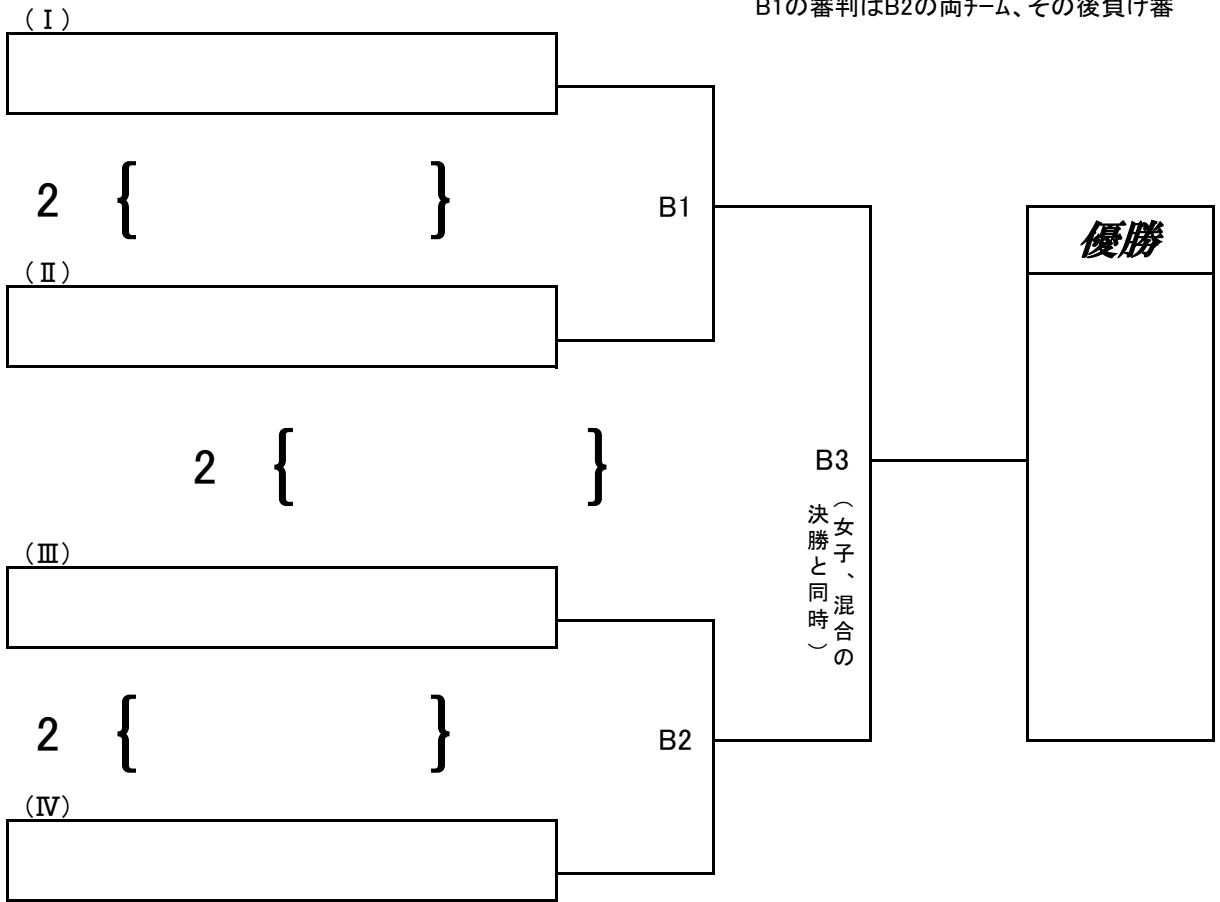 B1の審判はB2の両ﾁｰﾑ、その後負け審
（Ⅰ）
2 { }
B1
優勝
（Ⅱ）
2 { }
B3
（女子、混合の
決勝と同時）
（Ⅲ）
2 { }
B2
（Ⅳ）